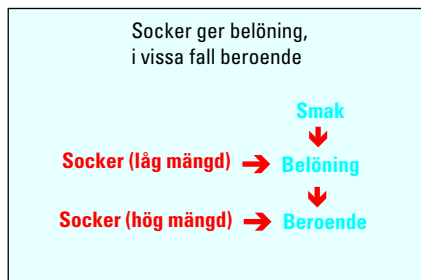 Socker ger belöning,
i vissa fall beroende
Smak
Socker (låg mängd) Belöning
Socker (hög mängd) Beroende